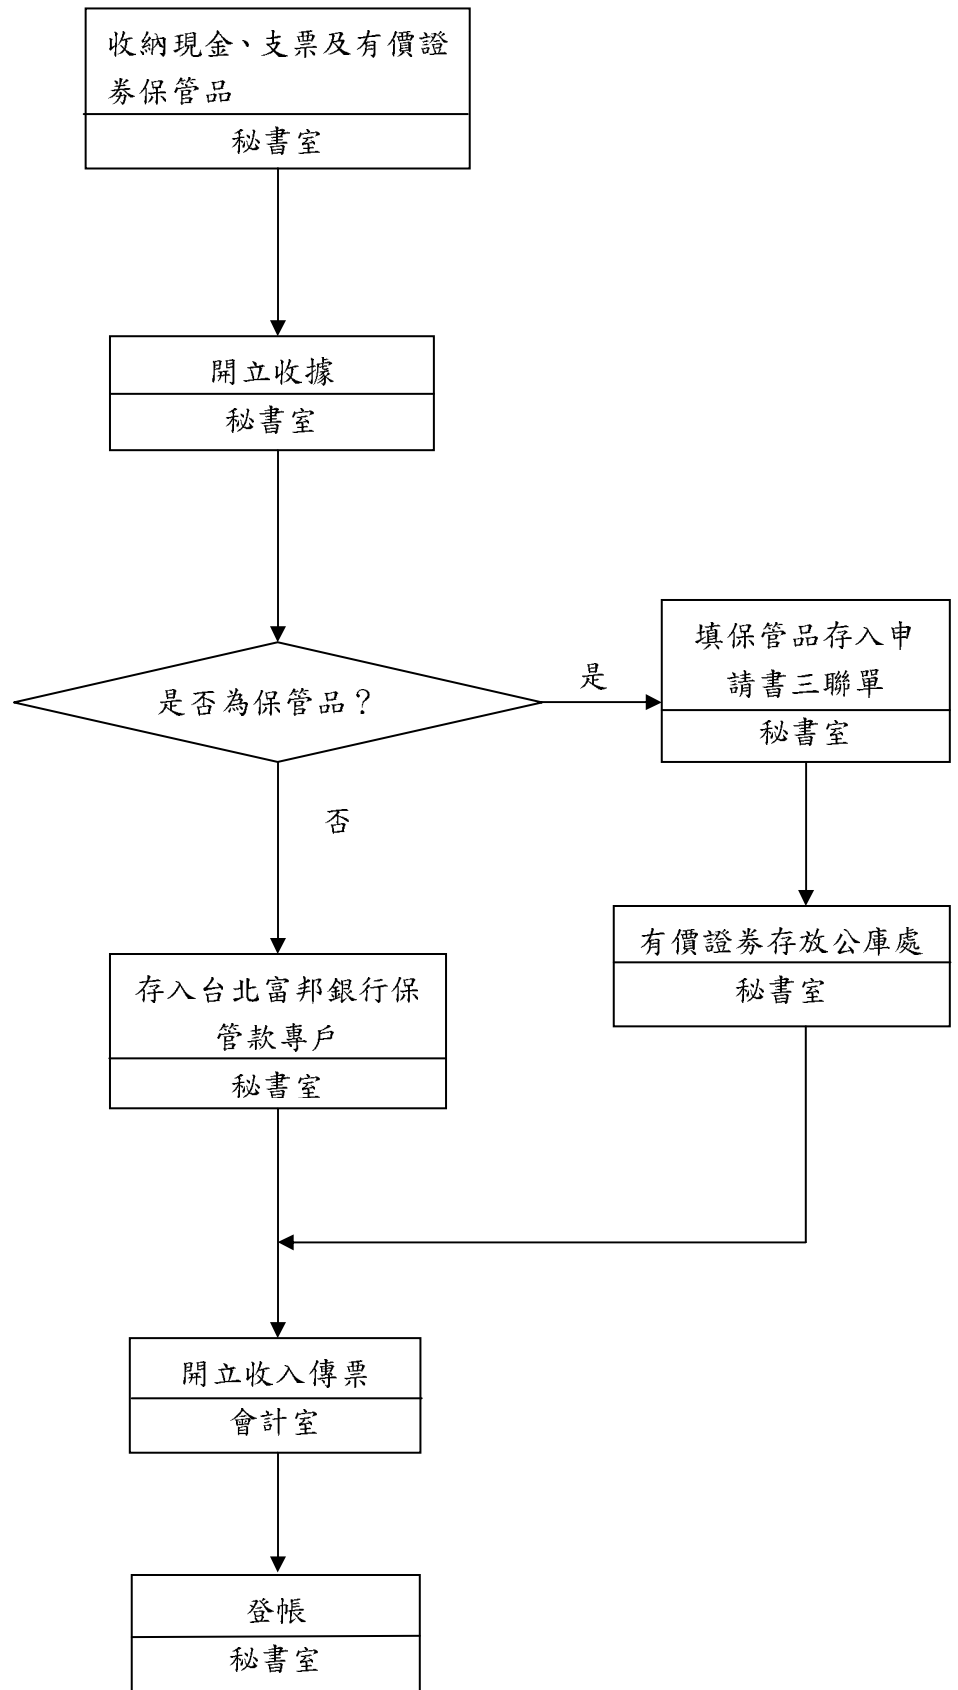 收納現金、支票及有價證
券保管品
秘書室
開立收據
秘書室
是否為保管品？
是
填保管品存入申
請書三聯單
秘書室
否
有價證券存放公庫處
秘書室
存入台北富邦銀行保
管款專戶
秘書室
開立收入傳票
會計室
登帳
秘書室